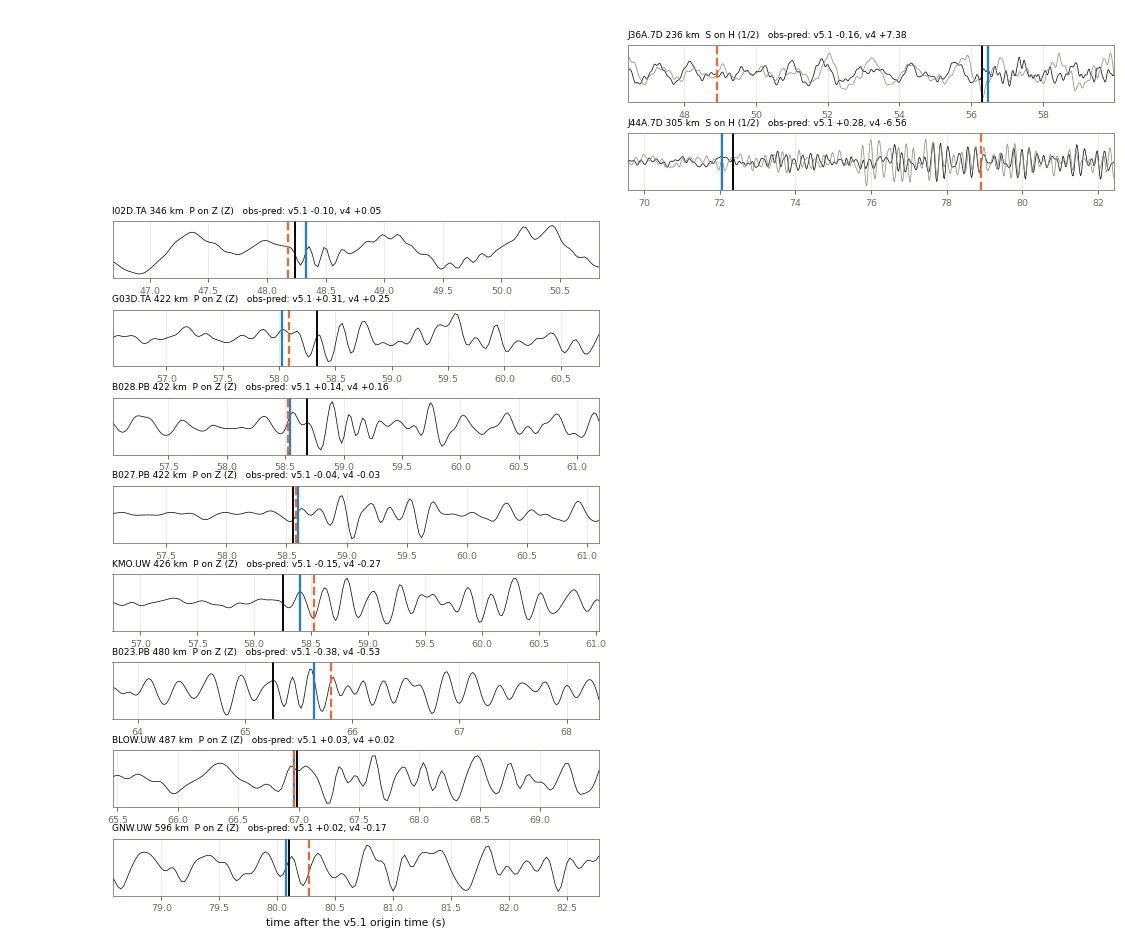 J36A.7D 236 km  S on H (1/2)   obs-pred: v5.1 -0.16, v4 +7.38
48 50 52 54 56 58
J44A.7D 305 km  S on H (1/2)   obs-pred: v5.1 +0.28, v4 -6.56
70 72 74 76 78 80 82
I02D.TA 346 km  P on Z (Z)   obs-pred: v5.1 -0.10, v4 +0.05
47.0 47.5 48.0 48.5 49.0 49.5 50.0 50.5
G03D.TA 422 km  P on Z (Z)   obs-pred: v5.1 +0.31, v4 +0.25
57.0 57.5 58.0 58.5 59.0 59.5 60.0 60.5
B028.PB 422 km  P on Z (Z)   obs-pred: v5.1 +0.14, v4 +0.16
57.5 58.0 58.5 59.0 59.5 60.0 60.5 61.0
B027.PB 422 km  P on Z (Z)   obs-pred: v5.1 -0.04, v4 -0.03
57.5 58.0 58.5 59.0 59.5 60.0 60.5 61.0
KMO.UW 426 km  P on Z (Z)   obs-pred: v5.1 -0.15, v4 -0.27
57.0 57.5 58.0 58.5 59.0 59.5 60.0 60.5 61.0
B023.PB 480 km  P on Z (Z)   obs-pred: v5.1 -0.38, v4 -0.53
64 65 66 67 68
BLOW.UW 487 km  P on Z (Z)   obs-pred: v5.1 +0.03, v4 +0.02
65.5 66.0 66.5 67.0 67.5 68.0 68.5 69.0
GNW.UW 596 km  P on Z (Z)   obs-pred: v5.1 +0.02, v4 -0.17
79.0 79.5 80.0 80.5 81.0 81.5 82.0 82.5
time after the v5.1 origin time (s)